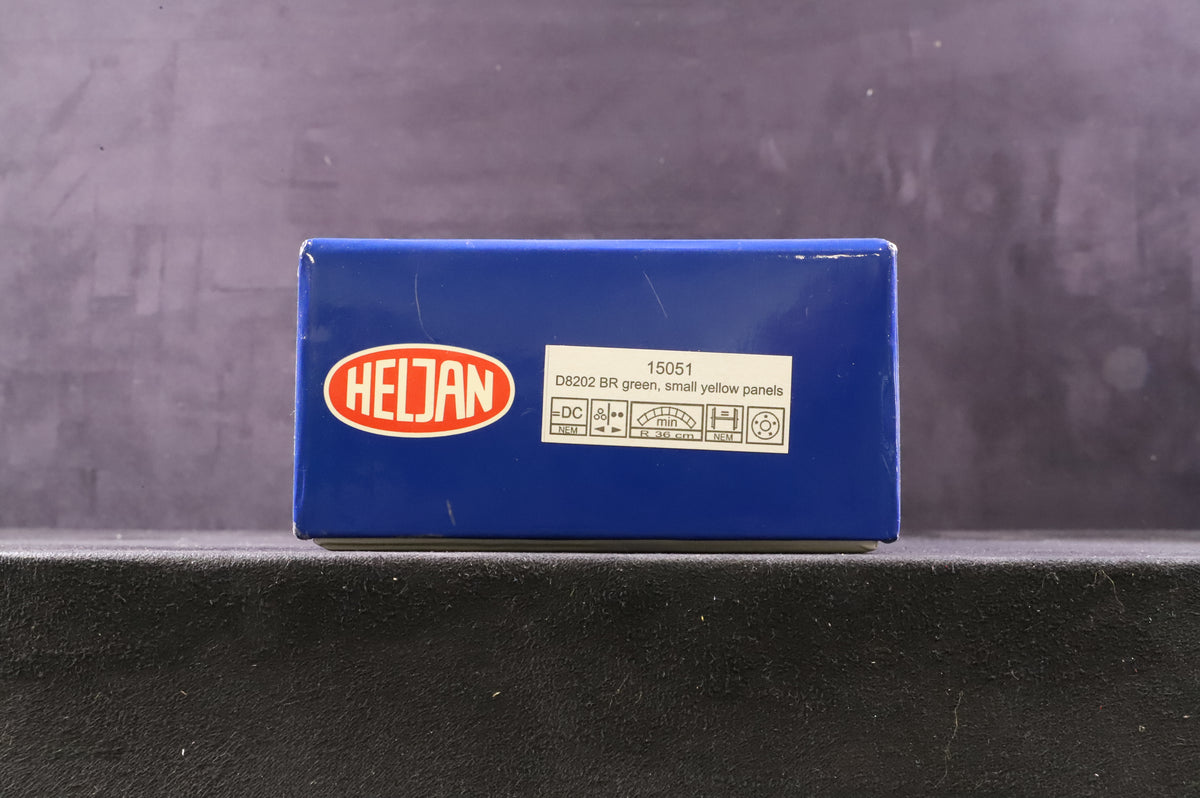 HELJAN
15051
D8202 BR green, small yellow panels
=DC
NEM
min
R 36 cm
=
NEM